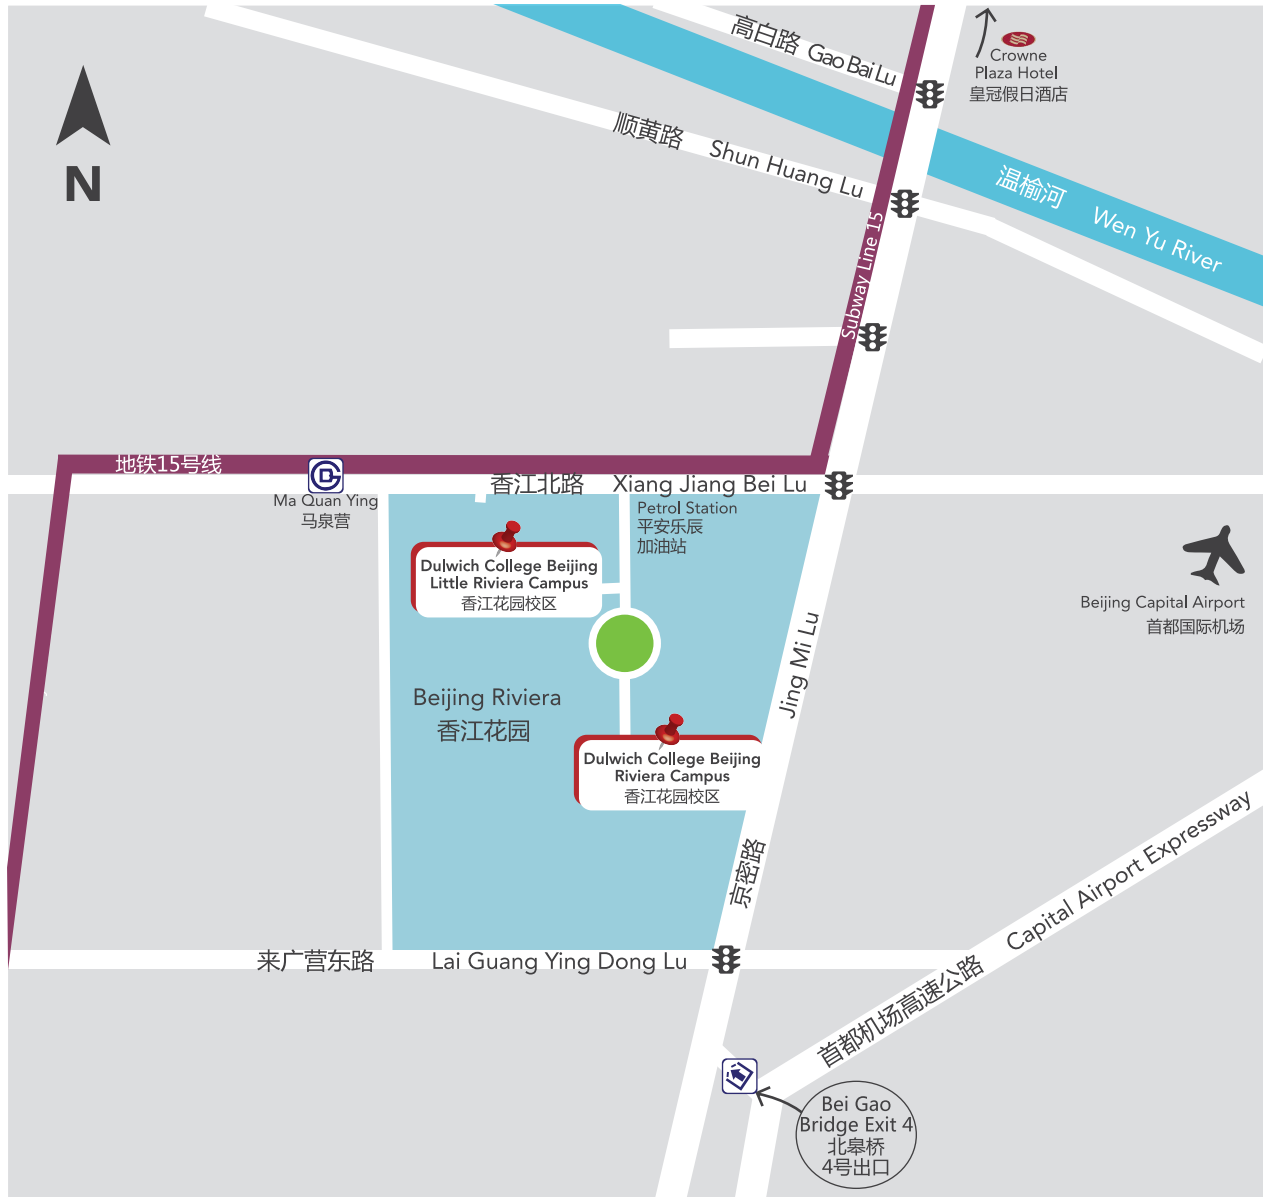 高白路 Gao Bai Lu
Crowne
Plaza Hotel
皇冠假日酒店
N
顺黄路 Shun Huang Lu
温榆河 Wen Yu River
Subway Line 15
地铁15号线
Ma Quan Ying
马泉营
香江北路 Xiang Jiang Bei Lu
Petrol Station
平安乐辰
加油站
Dulwich College Beijing
Little Riviera Campus
香江花园校区
Beijing Capital Airport
首都国际机场
Jing Mi Lu
京密路
Beijing Riviera
香江花园
Dulwich College Beijing
Riviera Campus
香江花园校区
来广营东路 Lai Guang Ying Dong Lu
首都机场高速公路 Capital Airport Expressway
Bei Gao
Bridge Exit 4
北皋桥
4号出口